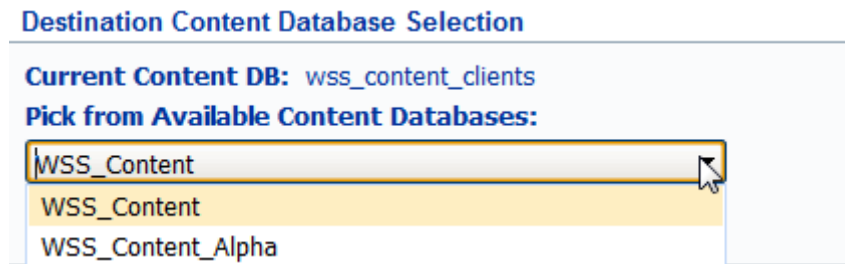 Destination Content Database Selection
Current Content DB: wss_content_clients
Pick from Available Content Databases:
WSS_Content
WSS_Content
WSS_Content_Alpha